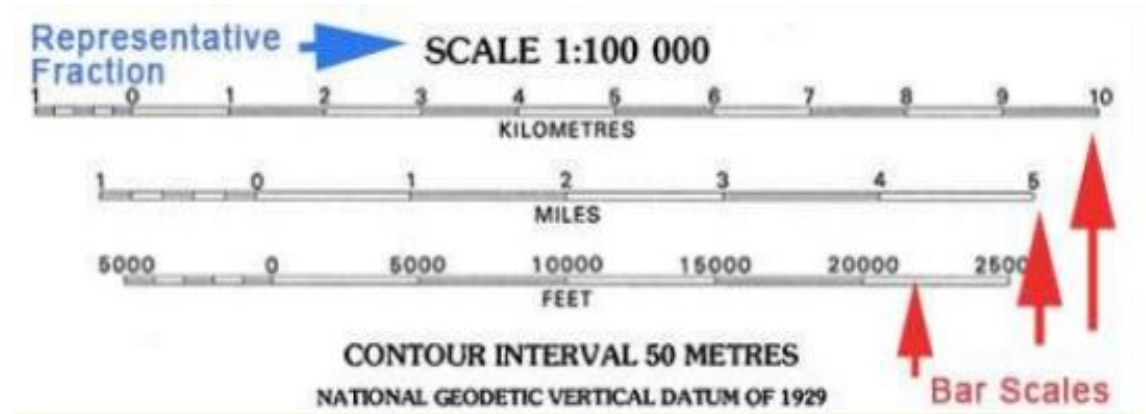 Representative
Fraction
SCALE 1:100 000
1 0 1 2 3 4 5 6 7 8 9 10
KILOMETRES
1 0 1 2 3 4 5
MILES
5000 0 5000 10000 15000 20000 2500
FEET
CONTOUR INTERVAL 50 METRES
NATIONAL GEODETIC VERTICAL DATUM OF 1929
Bar Scales